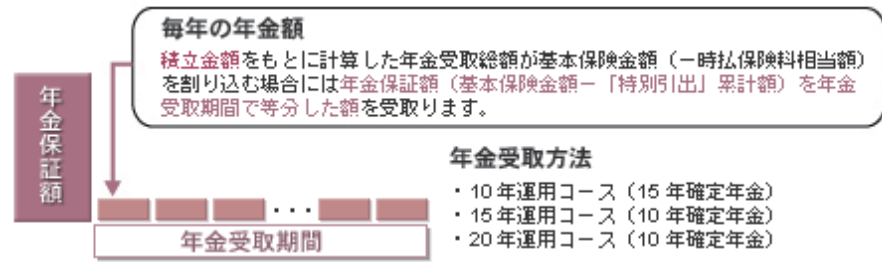 毎年の年金額
積立金額をもとに計算した年金受取総額が基本保険金額（一時払保険料相当額）
を割り込む場合には年金保証額（基本保険金額－「特別引出」累計額）を年金
受取期間で等分した額を受取ります。
年金保証額
年金受取方法
・10年運用コース（15年確定年金）
・15年運用コース（10年確定年金）
・20年運用コース（10年確定年金）
・・・
年金受取期間